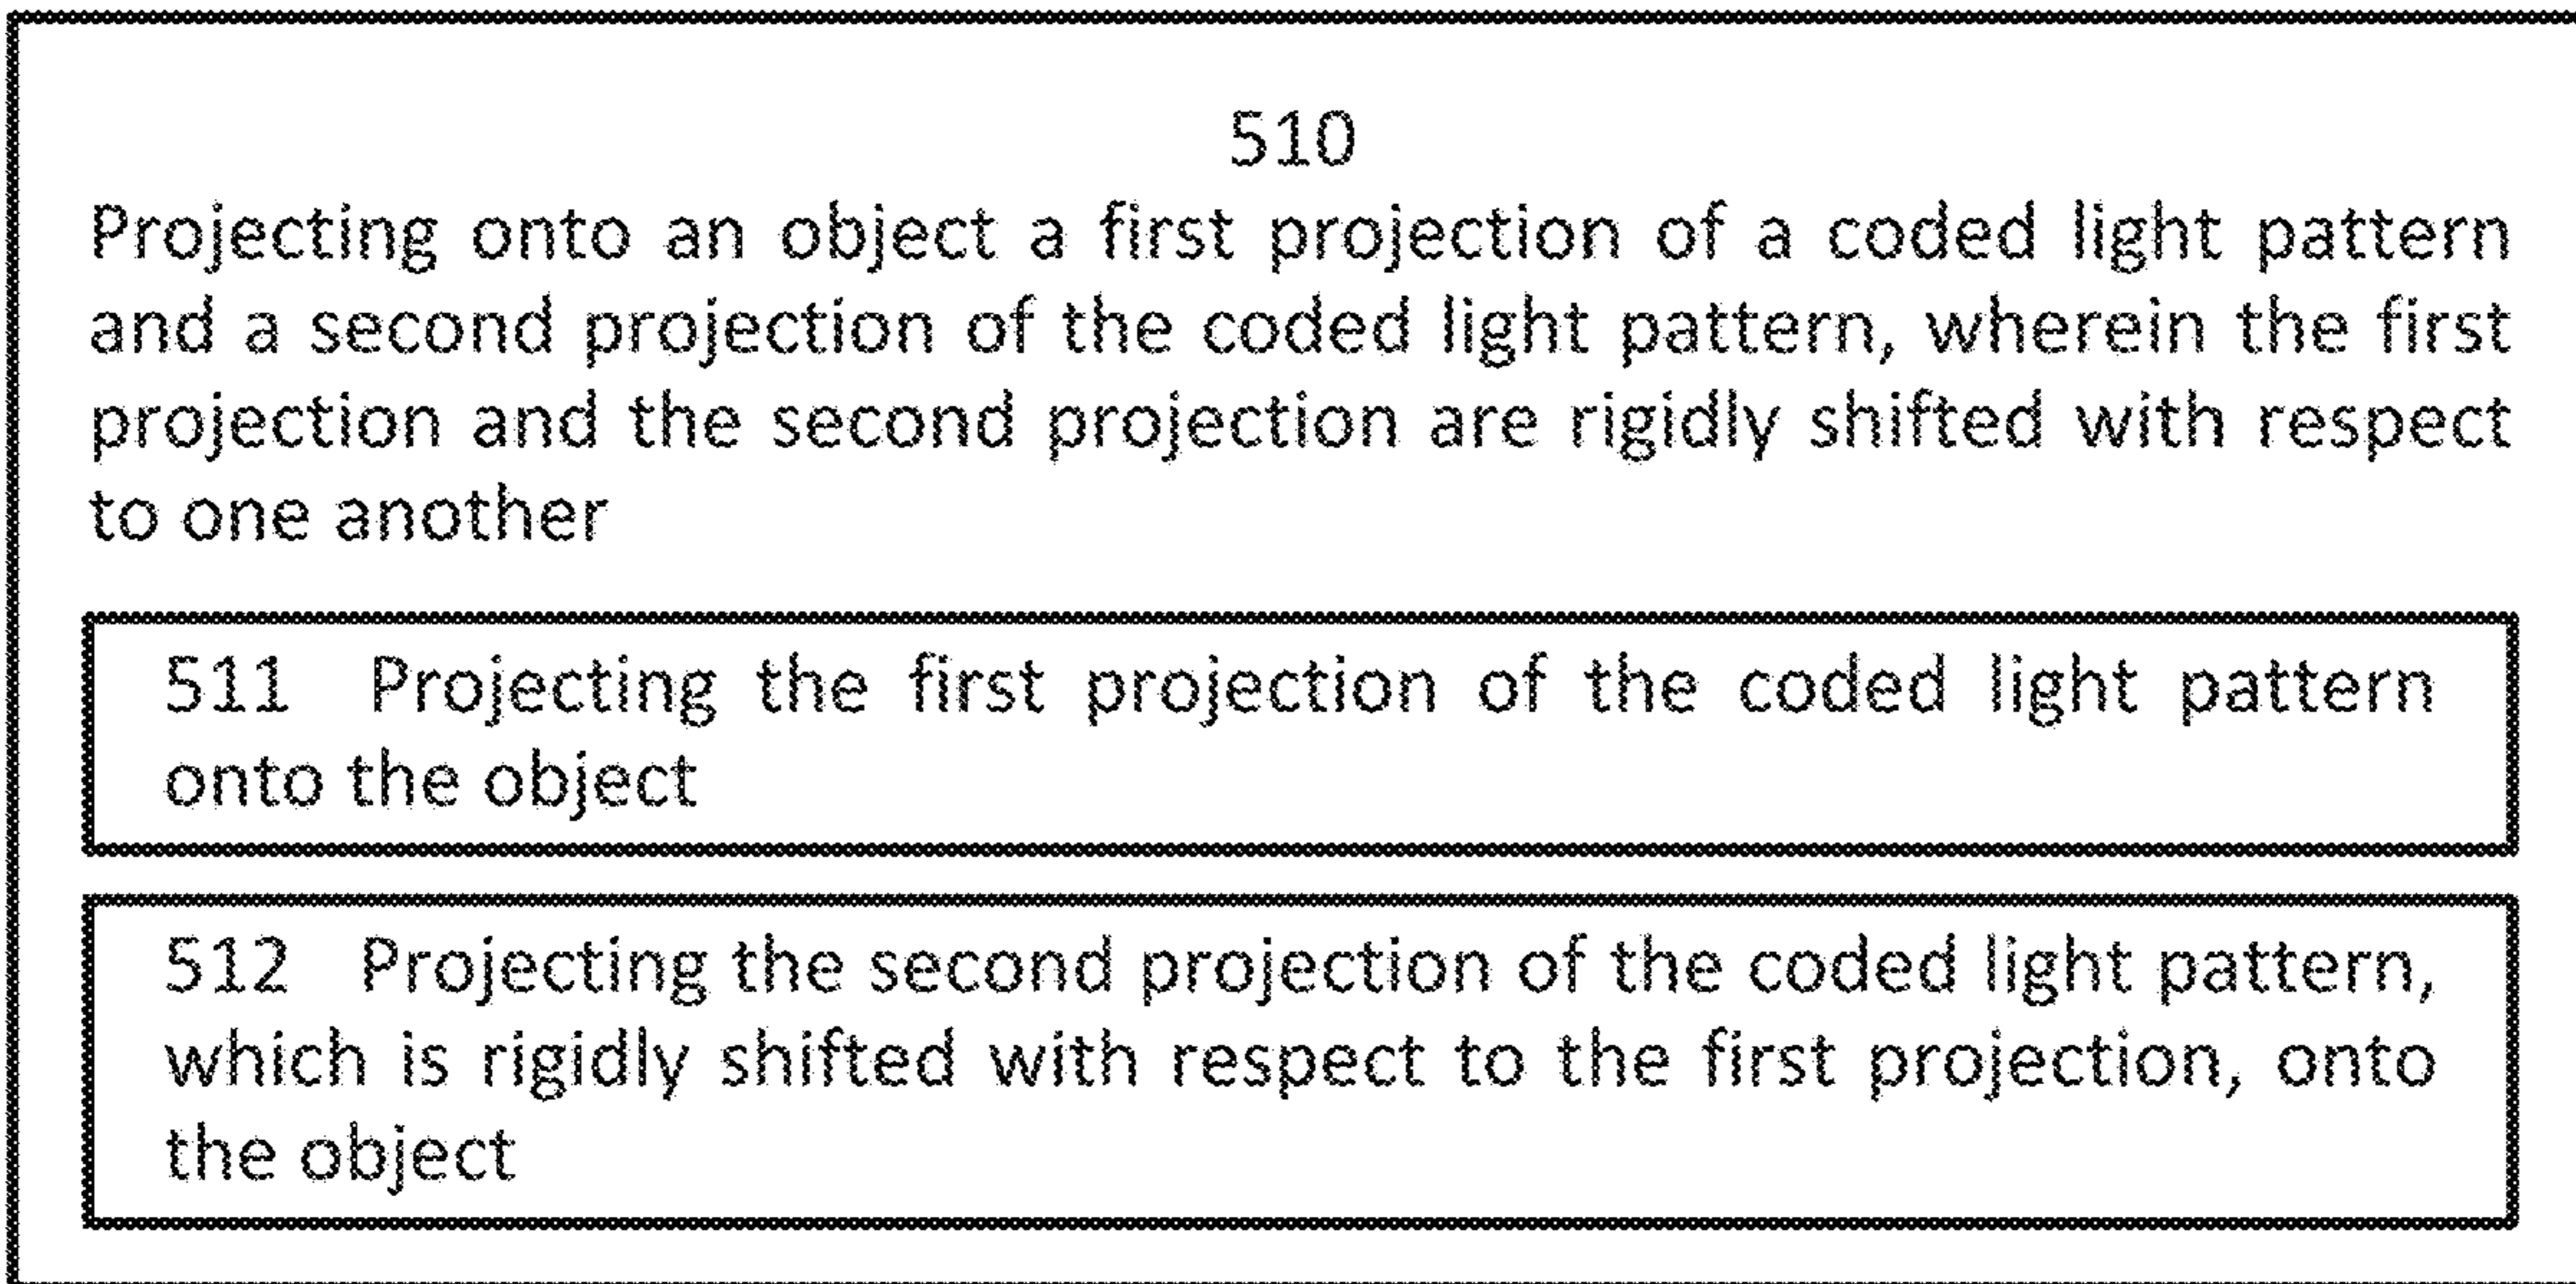 510
Projecting onto an object a first projection of a coded light pattern
and a second projection of the coded light pattern, wherein the first
projection and the second projection are rigidly shifted with respect
to one another
511 Projecting the first projection of the coded light pattern
onto the object
512 Projecting the second projection of the coded light pattern,
which is rigidly shifted with respect to the first projection, onto
the object